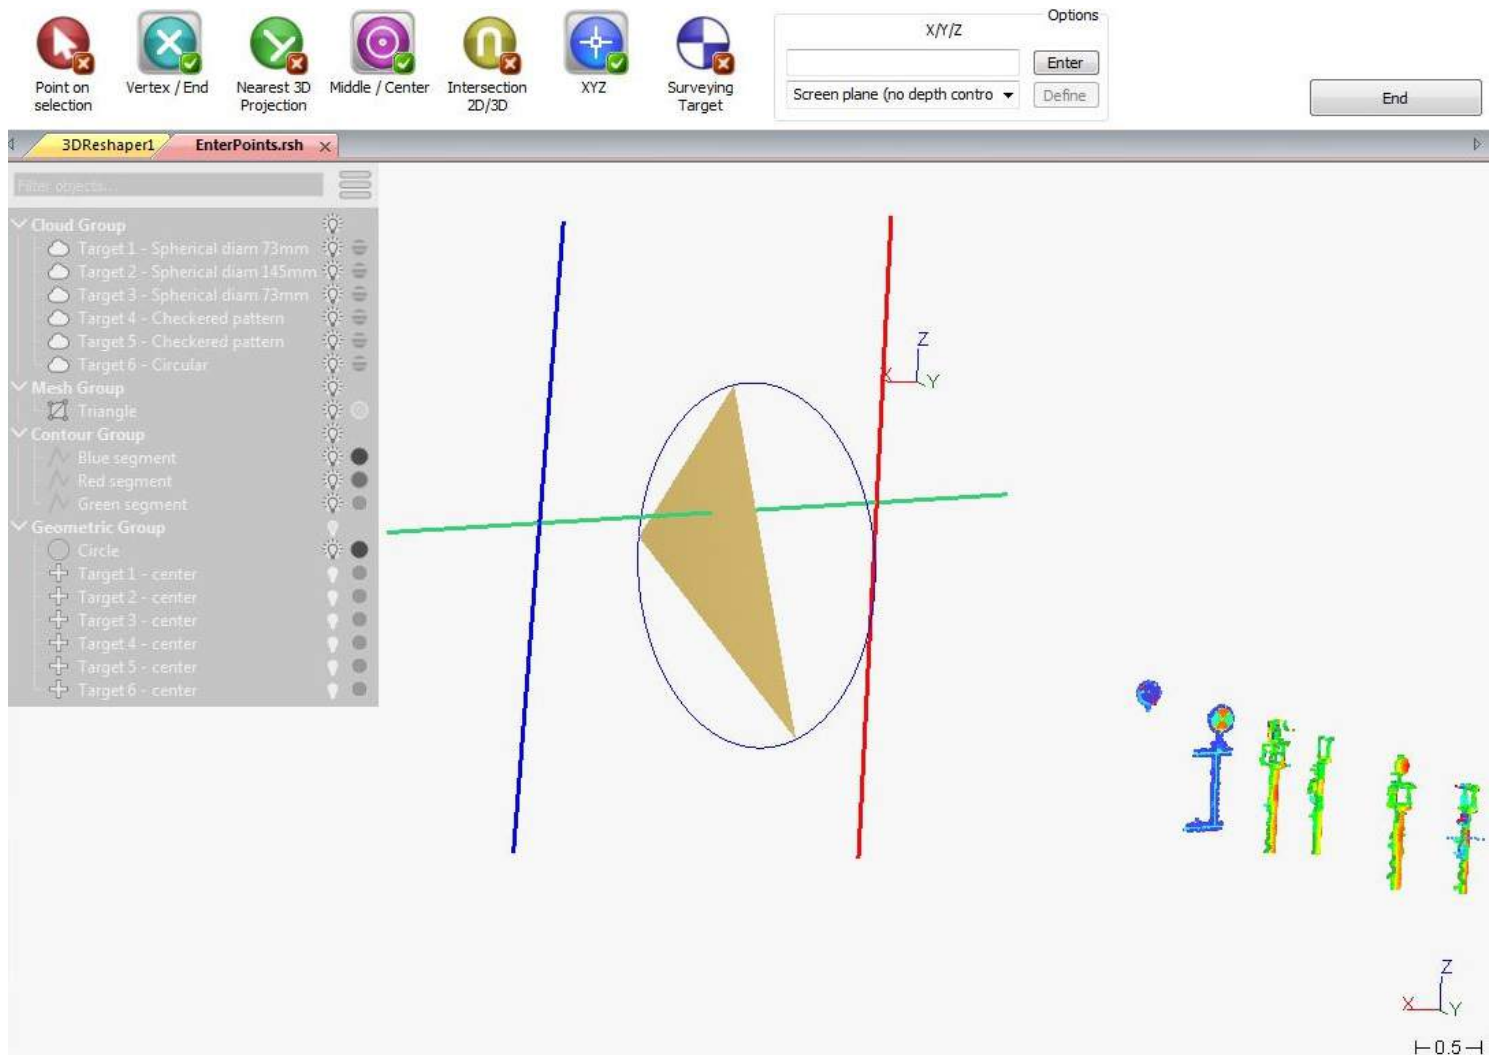 Options
X/Y/Z
Enter
Screen plane (no depth contro
Define
Point on
selection
Vertex / End
Nearest 3D
Projection
Middle / Center
Intersection
2D/3D
XYZ
Surveying
Target
End
3DReshaper1
EnterPoints.rsh
Filter objects...
Cloud Group
Target 1 - Spherical diam 73mm
Target 2 - Spherical diam 145mm
Target 3 - Spherical diam 73mm
Target 4 - Checkered pattern
Target 5 - Checkered pattern
Target 6 - Circular
Mesh Group
Triangle
Contour Group
Blue segment
Red segment
Green segment
Geometric Group
Circle
Target 1 - center
Target 2 - center
Target 3 - center
Target 4 - center
Target 5 - center
Target 6 - center
Z
X
Y
Z
X
Y
0.5